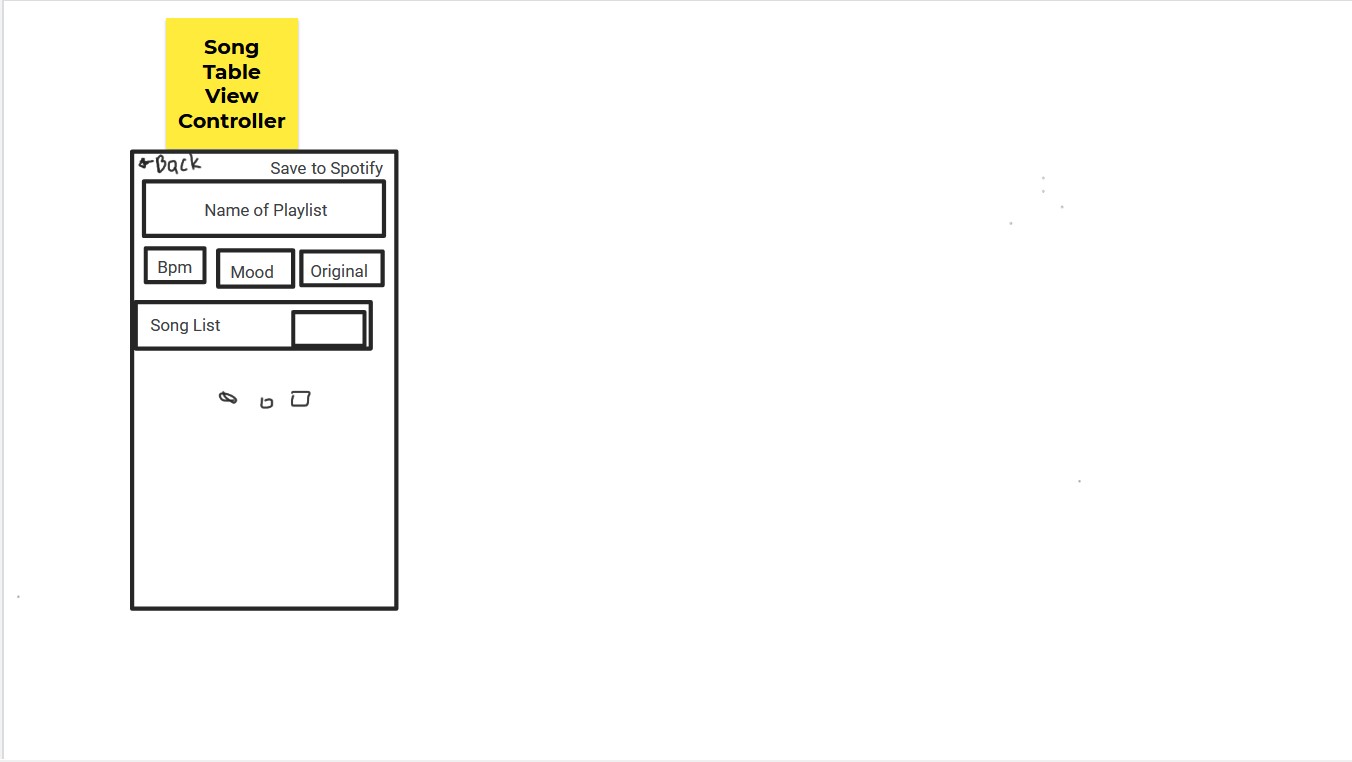 Song
Table
View
Controller
Back
Save to Spotify
Name of Playlist
Bpm
Mood
Original
Song List